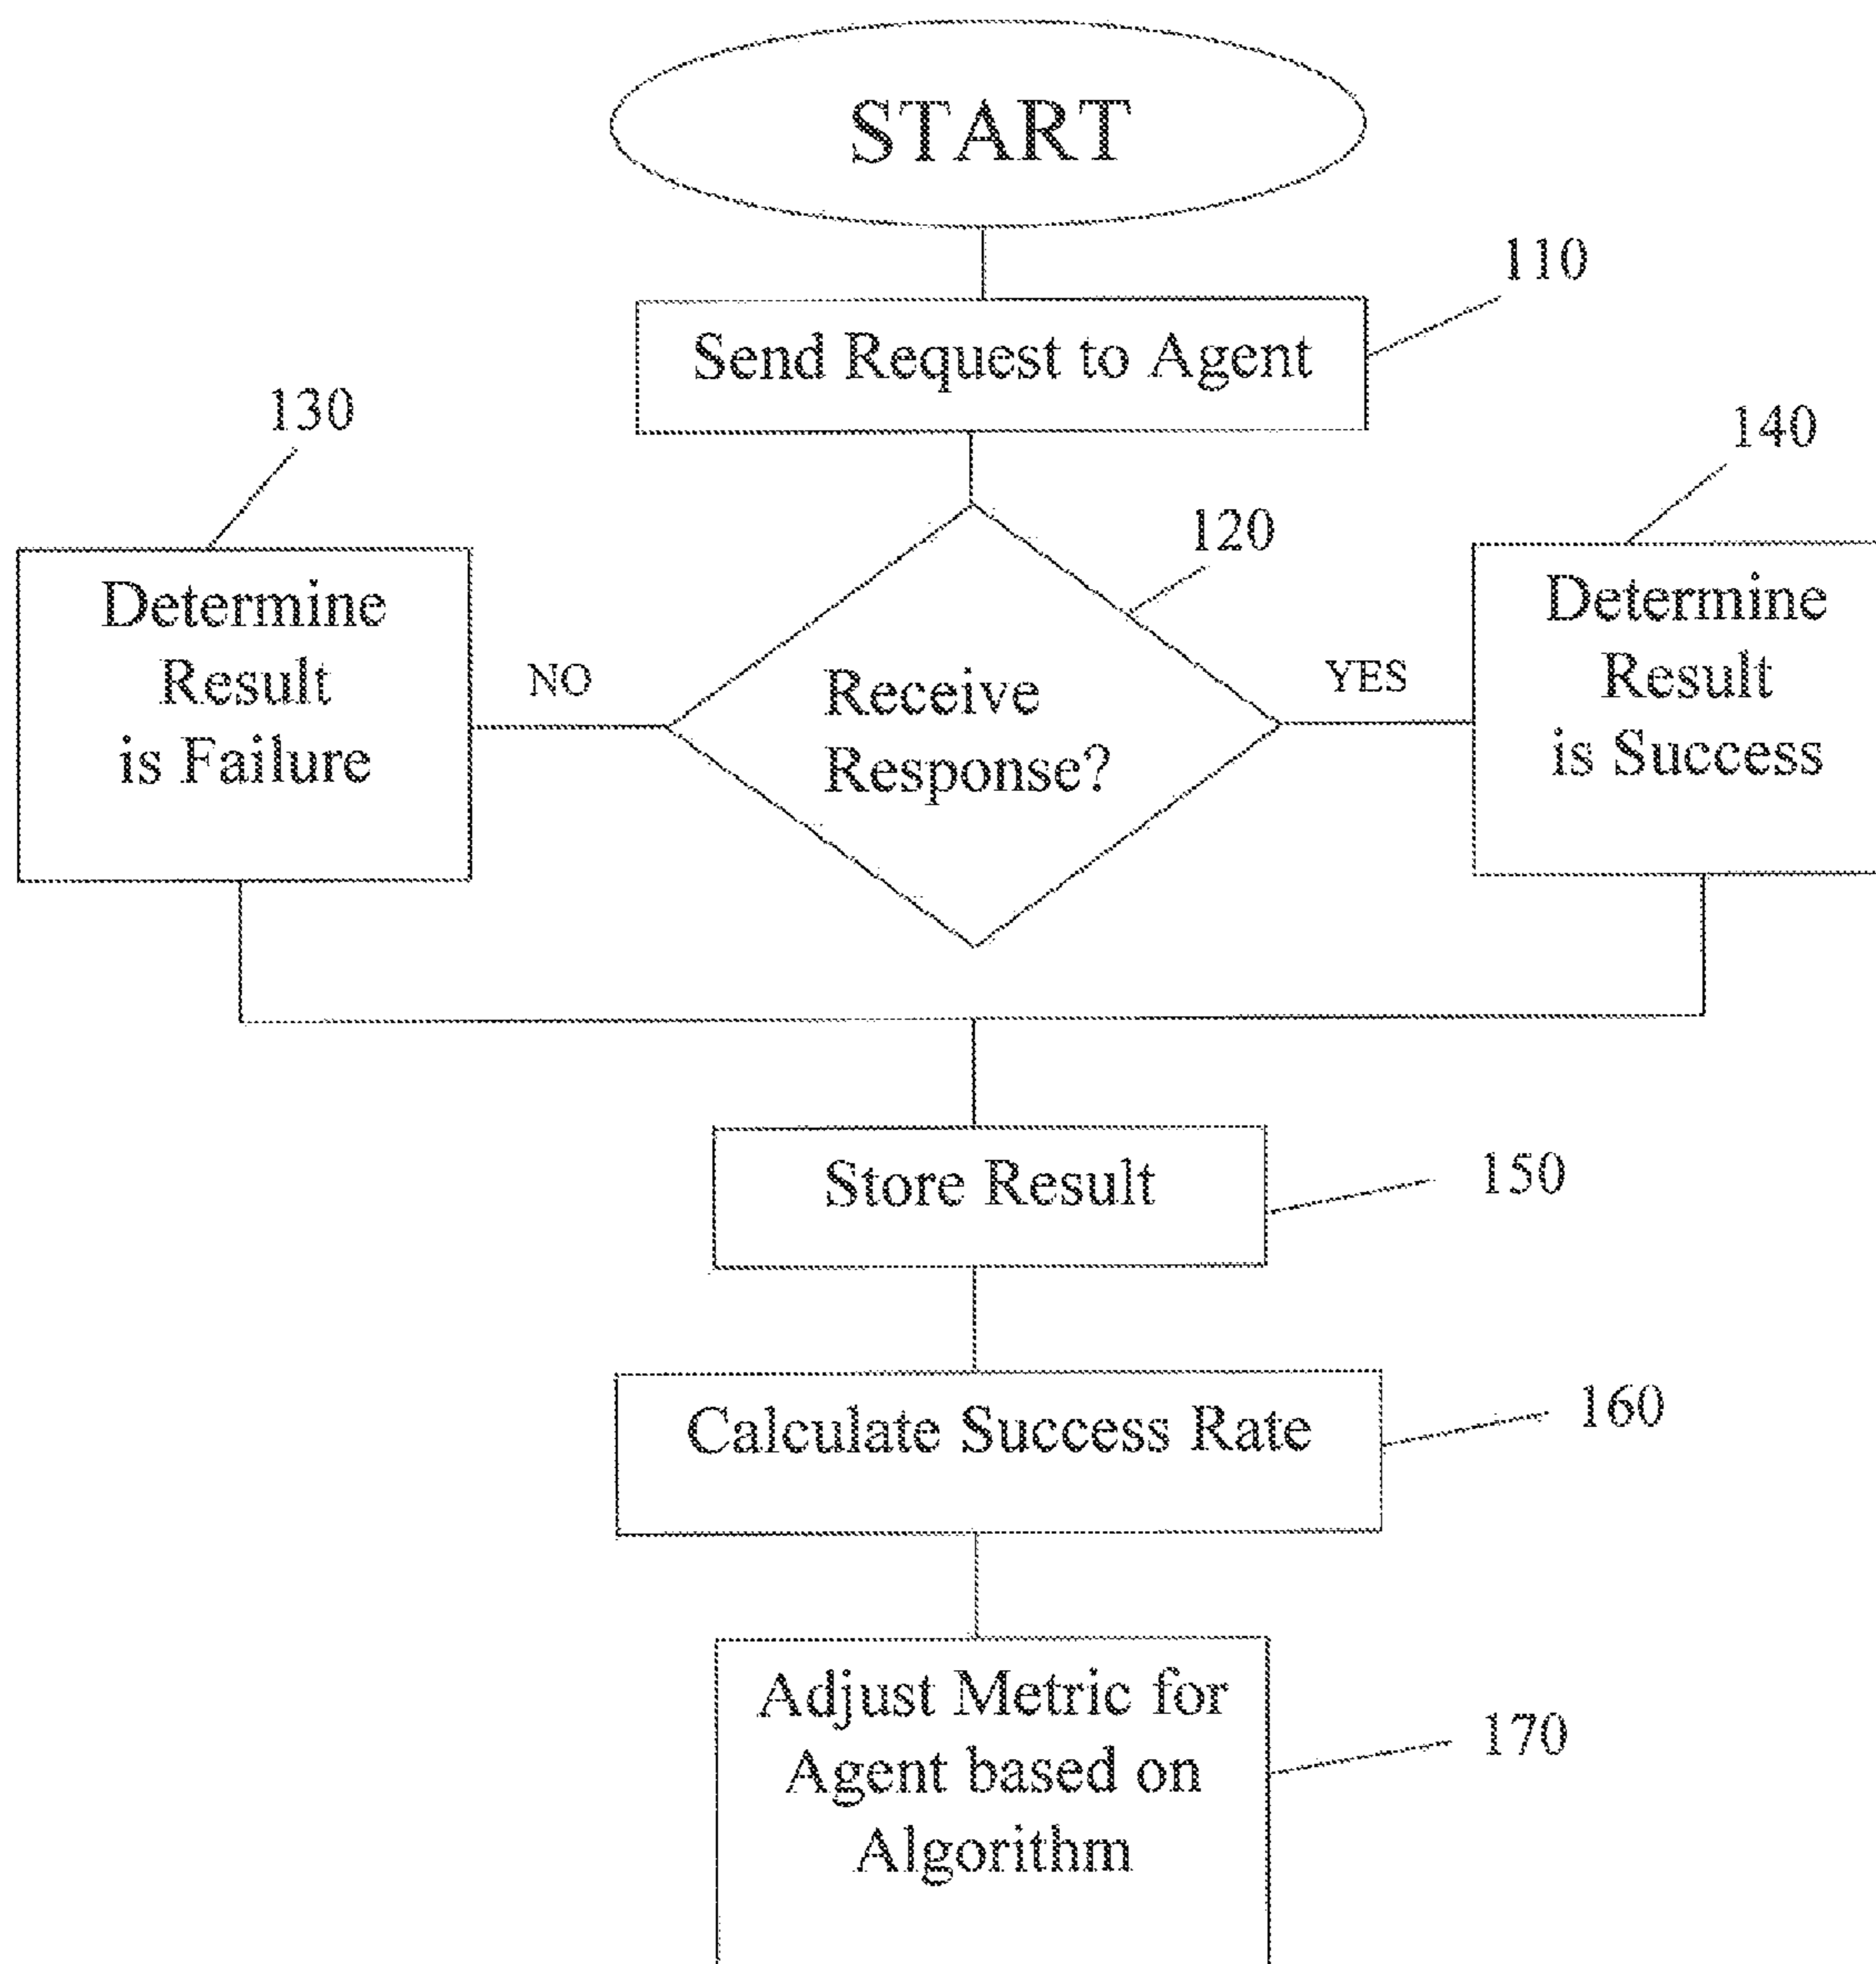 START
110
Send Request to Agent
130
140
120
Determine
Result
is Failure
NO
Receive
Response?
YES
Determine
Result
is Success
Store Result
150
Calculate Success Rate
160
Adjust Metric for
Agent based on
Algorithm
170